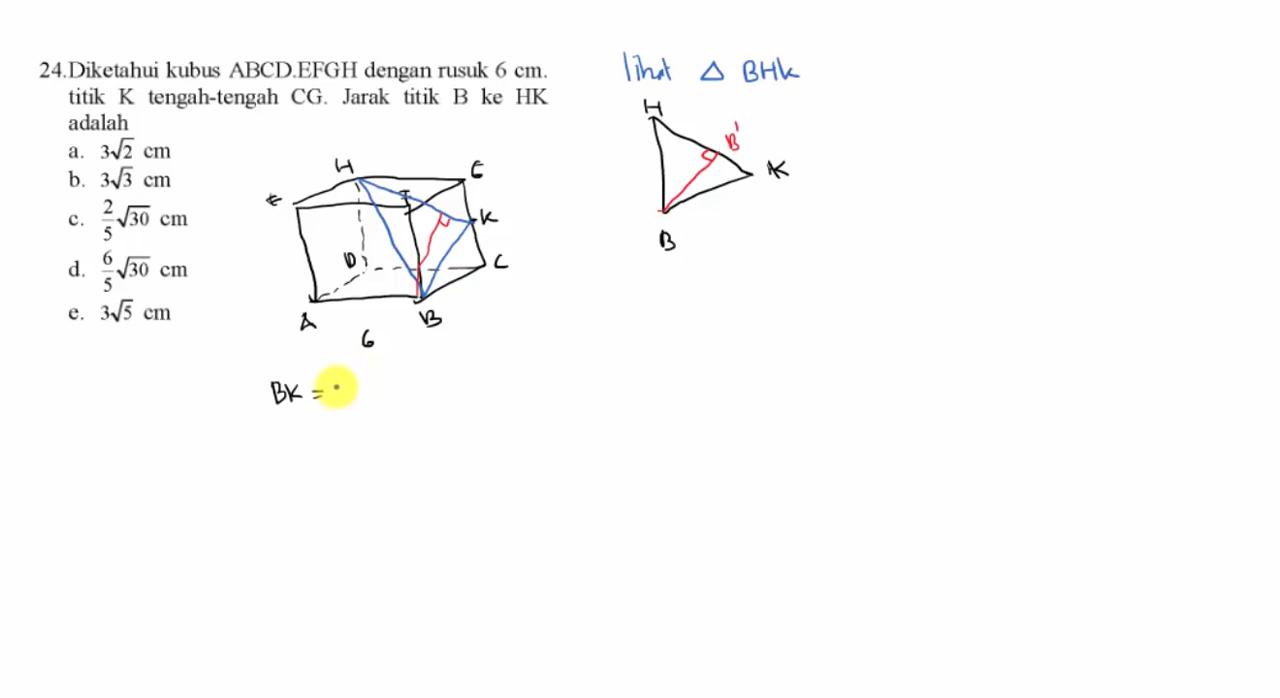 24.Diketahui kubus ABCD.EFGH dengan rusuk 6 cm.
titik K tengah-tengah CG. Jarak titik B ke HK
adalah
a. 3√2 cm
b. 3√3 cm
c. 2/5√30 cm
d. 6/5√30 cm
e. 3√5 cm
H
E
K
D
C
A
B
6
BK =
lihat △ BHK
H
B'
K
B